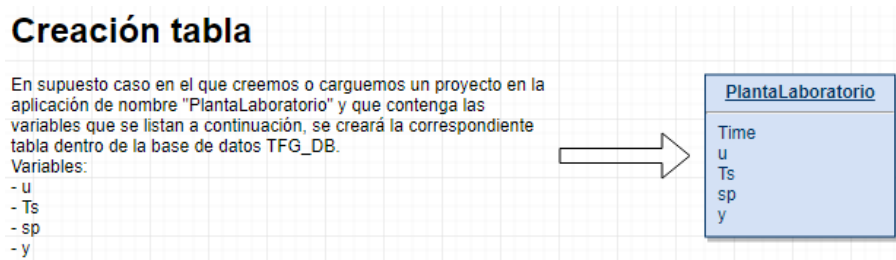 Creación tabla
En supuesto caso en el que creemos o carguemos un proyecto en la
aplicación de nombre "PlantaLaboratorio" y que contenga las
variables que se listan a continuación, se creará la correspondiente
tabla dentro de la base de datos TFG_DB.
Variables:
- u
- Ts
- sp
- y
PlantaLaboratorio
Time
u
Ts
sp
y